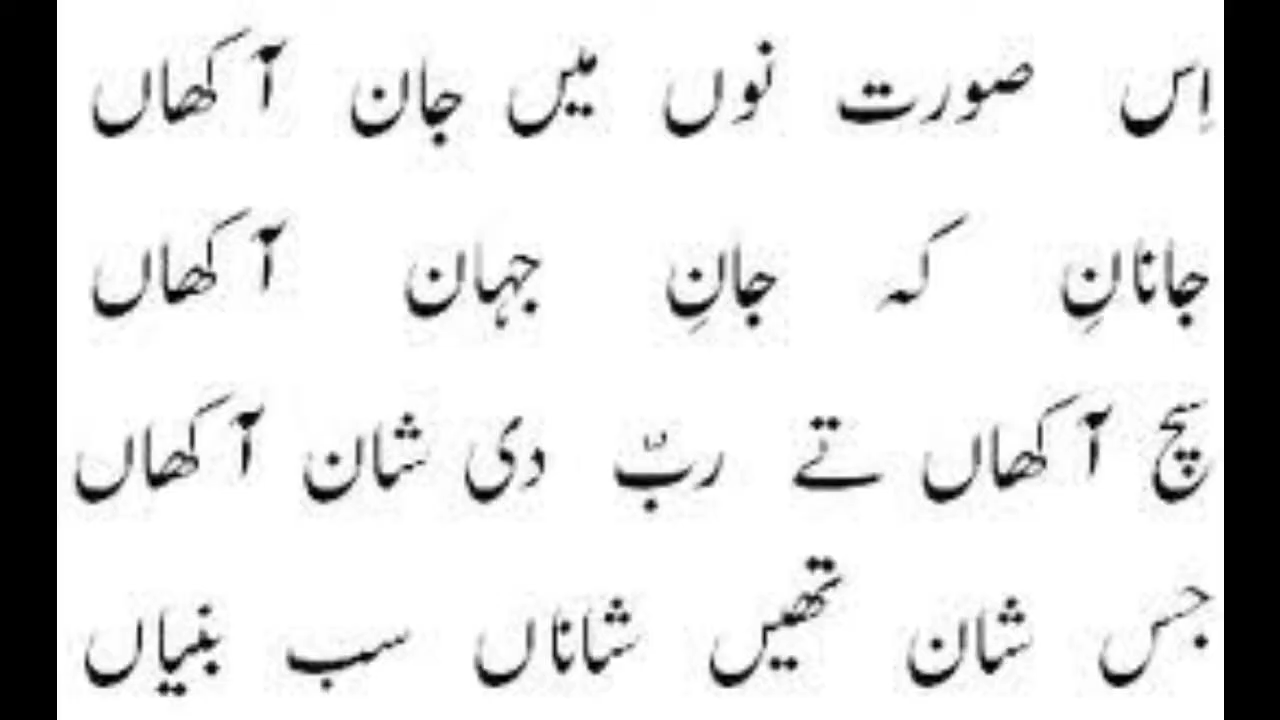 اِس صورت نوں میں جان آکھاں
جانانِ کہ جانِ جہان آکھاں
سچ آکھاں تے ربّ دی شان آکھاں
جس شان تھیں شاناں سب بنیاں